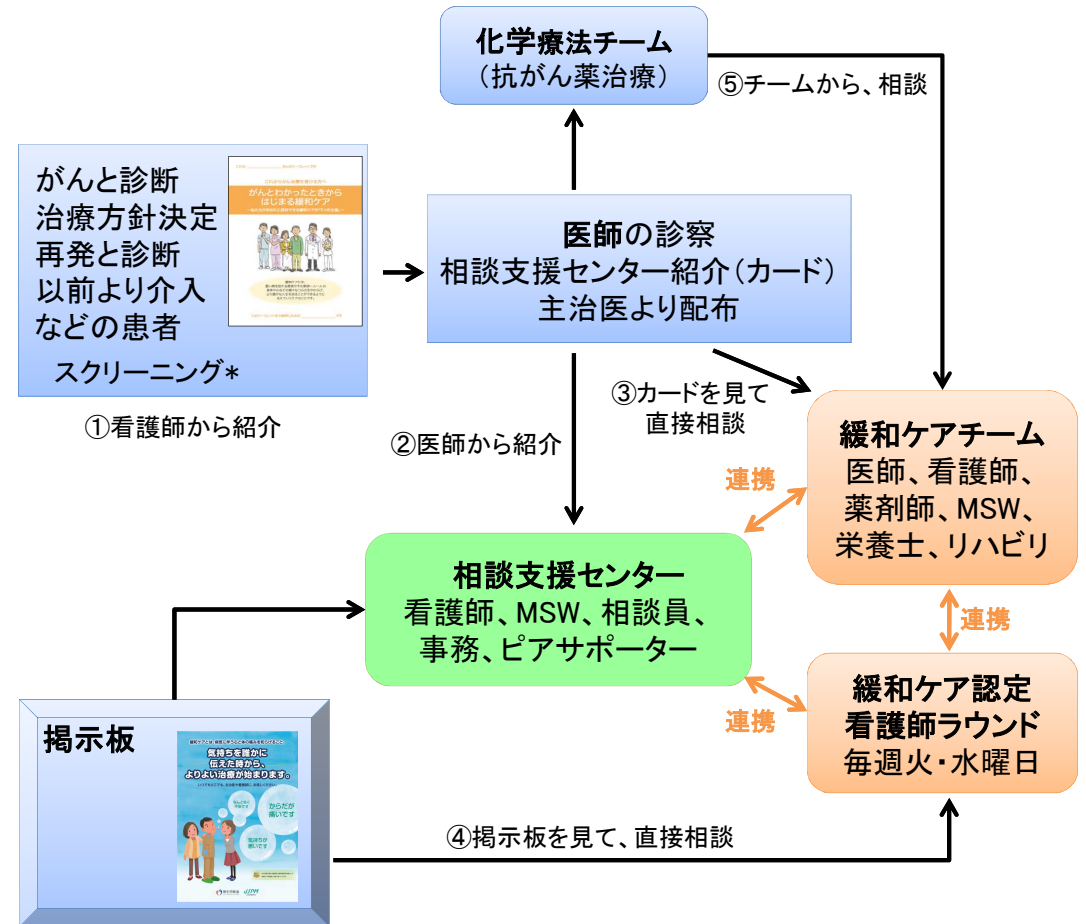 化学療法チーム
（抗がん薬治療）
⑤チームから、相談
がんと診断
治療方針決定
再発と診断
以前より介入
などの患者
スクリーニング*
がんとわかったときから
はじまる緩和ケア
①看護師から紹介
医師の診察
相談支援センター紹介（カード）
主治医より配布
②医師から紹介
③カードを見て
直接相談
緩和ケアチーム
医師、看護師、
薬剤師、MSW、
栄養士、リハビリ
連携
相談支援センター
看護師、MSW、相談員、
事務、ピアサポーター
連携
連携
緩和ケア認定
看護師ラウンド
毎週火・水曜日
掲示板
気持ちを誰かに
伝えた時から、
よりよい治療が始まります。
からだが
痛いです
気持ちが
悪いです
④掲示板を見て、直接相談